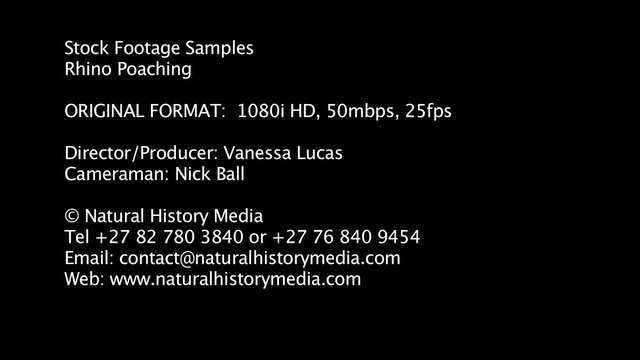 Stock Footage Samples
Rhino Poaching
ORIGINAL FORMAT:  1080i HD, 50mbps, 25fps
Director/Producer: Vanessa Lucas
Cameraman: Nick Ball
© Natural History Media
Tel +27 82 780 3840 or +27 76 840 9454
Email: contact@naturalhistorymedia.com
Web: www.naturalhistorymedia.com